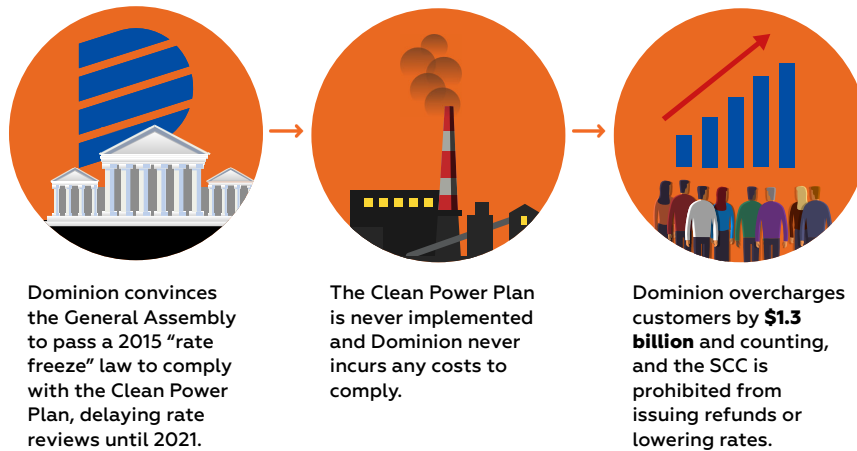 Dominion convinces
the General Assembly
to pass a 2015 “rate
freeze” law to comply
with the Clean Power
Plan, delaying rate
reviews until 2021.
The Clean Power Plan
is never implemented
and Dominion never
incurs any costs to
comply.
Dominion overcharges
customers by $1.3
billion and counting,
and the SCC is
prohibited from
issuing refunds or
lowering rates.